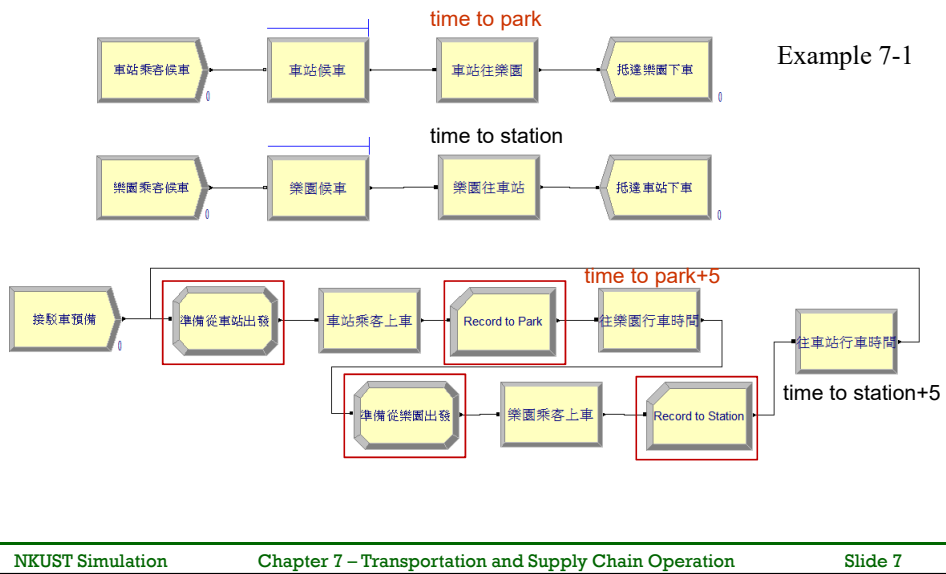 time to park
Example 7-1
車站乘客候車
車站候車
車站往樂園
抵達樂園下車
0
0
time to station
樂園乘客候車
樂園候車
樂園往車站
抵達車站下車
0
0
time to park+5
接駁車預備
準備從車站出發
車站乘客上車
Record to Park
往樂園行車時間
往車站行車時間
0
time to station+5
準備從樂園出發
樂園乘客上車
Record to Station
NKUST Simulation
Chapter 7 – Transportation and Supply Chain Operation
Slide 7